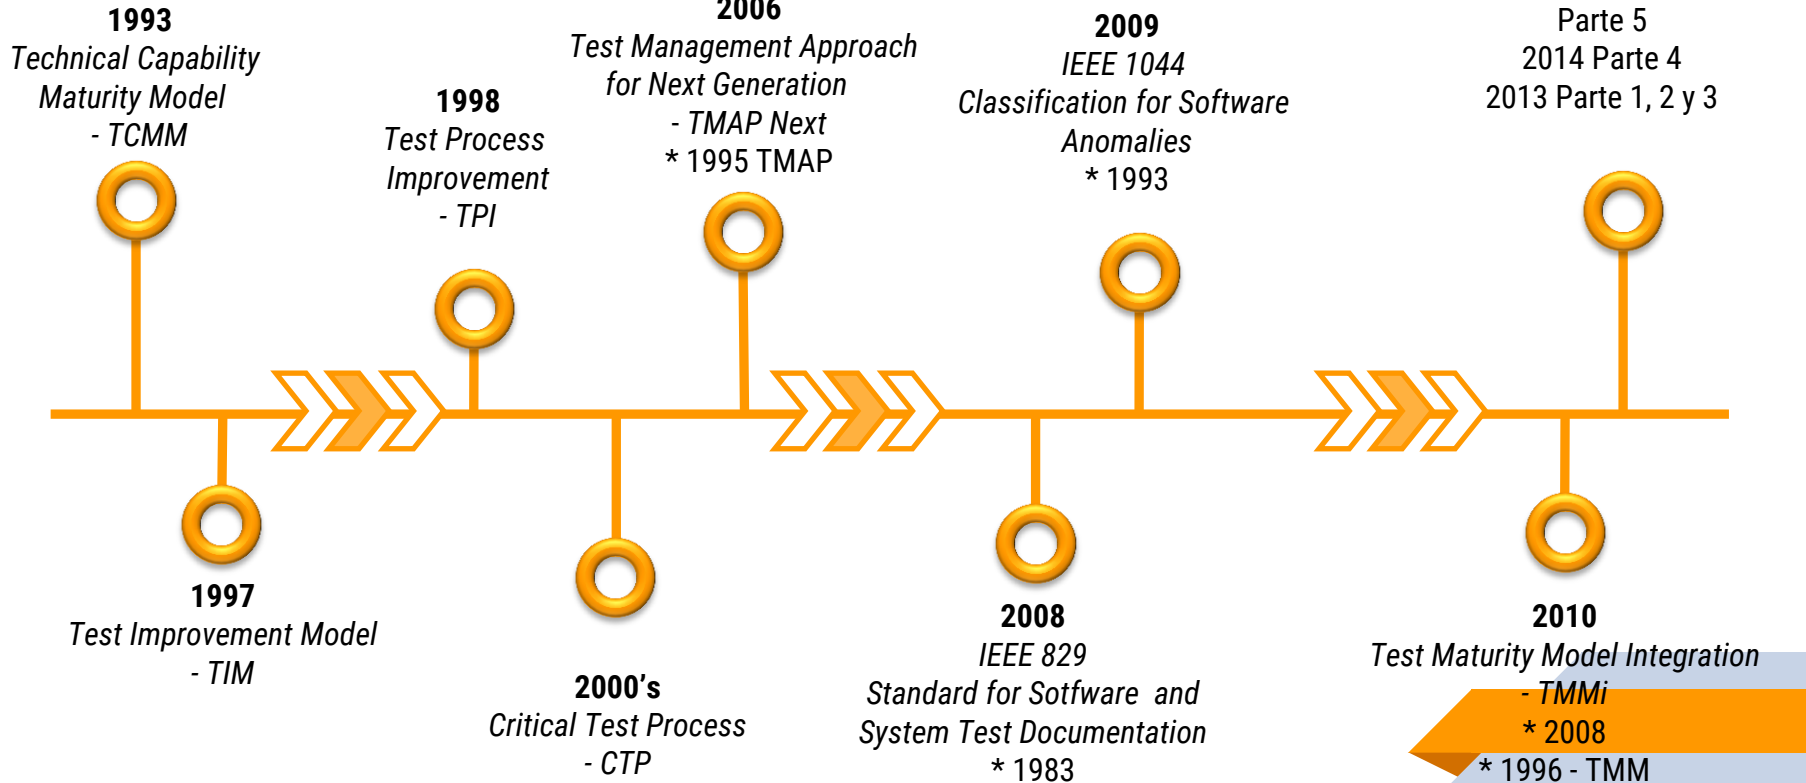 1993
Technical Capability
Maturity Model
- TCMM
1998
Test Process
Improvement
- TPI
2006
Test Management Approach
for Next Generation
- TMAP Next
* 1995 TMAP
2009
IEEE 1044
Classification for Software
Anomalies
* 1993
Parte 5
2014 Parte 4
2013 Parte 1, 2 y 3
1997
Test Improvement Model
- TIM
2000’s
Critical Test Process
- CTP
2008
IEEE 829
Standard for Sotfware and
System Test Documentation
* 1983
2010
Test Maturity Model Integration
- TMMi
* 2008
* 1996 - TMM